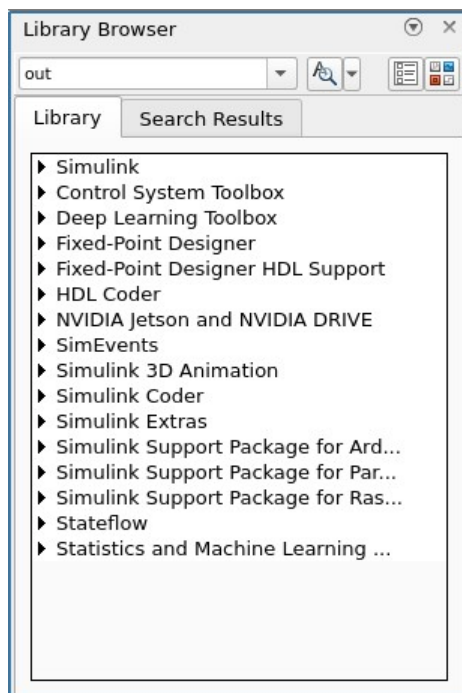 Library Browser
out
Library
Search Results
Simulink
Control System Toolbox
Deep Learning Toolbox
Fixed-Point Designer
Fixed-Point Designer HDL Support
HDL Coder
NVIDIA Jetson and NVIDIA DRIVE
SimEvents
Simulink 3D Animation
Simulink Coder
Simulink Extras
Simulink Support Package for Ard...
Simulink Support Package for Par...
Simulink Support Package for Ras...
Stateflow
Statistics and Machine Learning ...